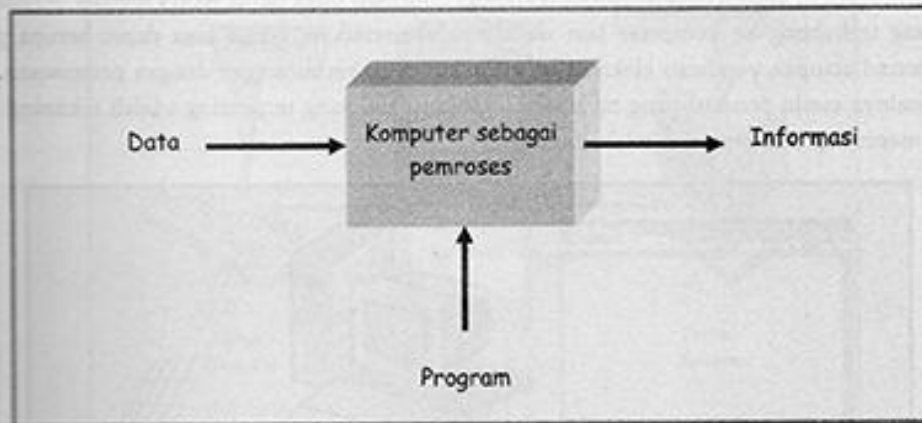 Data
Komputer sebagai
pemroses
Informasi
Program